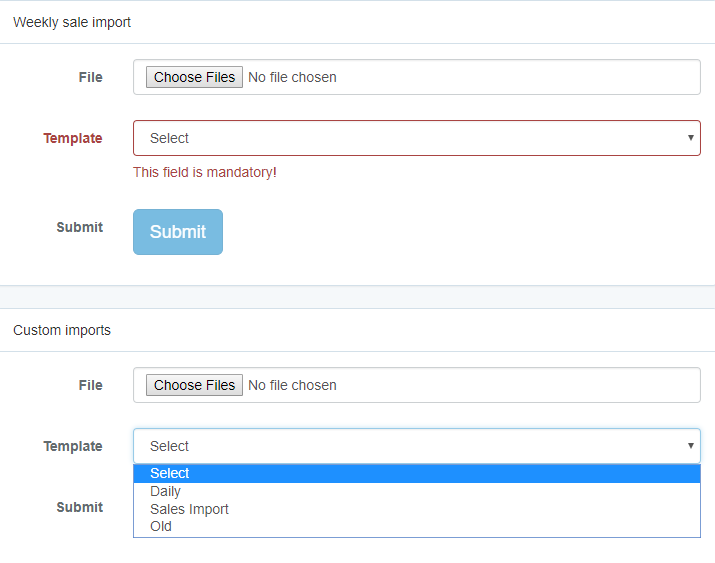 Weekly sale import
File Choose Files No file chosen
Template Select
This field is mandatory!
Submit Submit
Custom imports
File Choose Files No file chosen
Template Select
Select
Daily
Submit Sales Import
Old